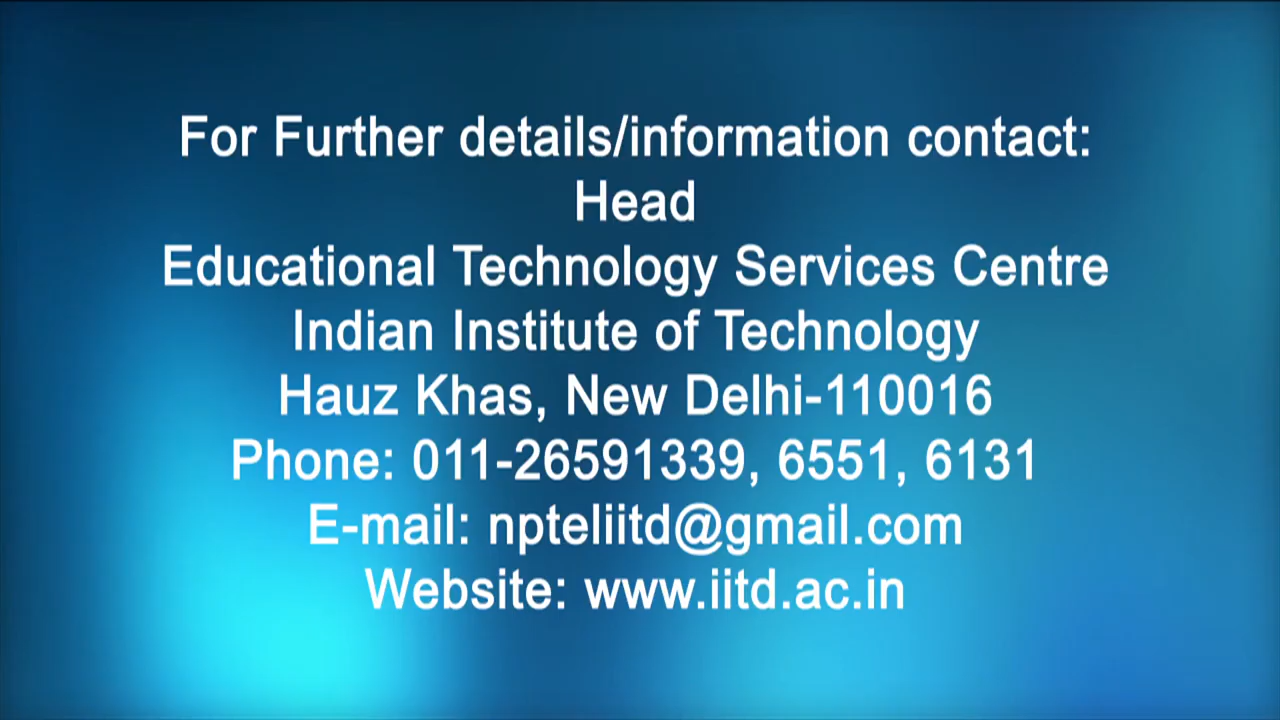 For Further details/information contact:
Head
Educational Technology Services Centre
Indian Institute of Technology
Hauz Khas, New Delhi-110016
Phone: 011-26591339, 6551, 6131
E-mail: npteliitd@gmail.com
Website: www.iitd.ac.in